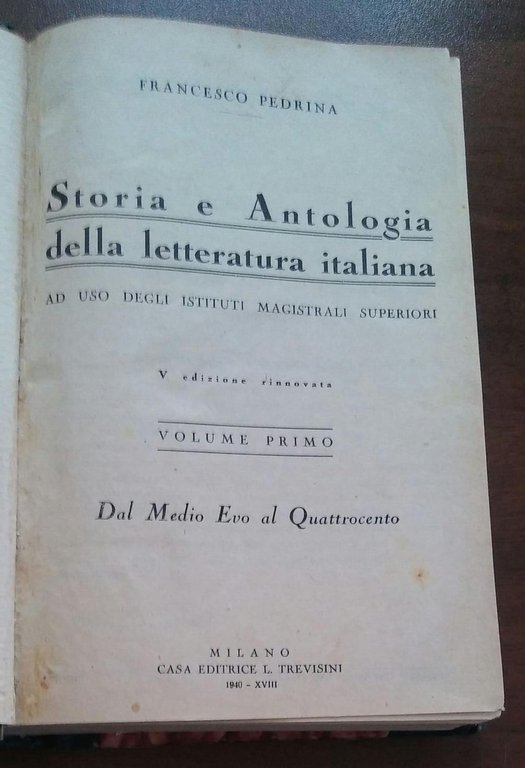 FRANCESCO PEDRINA
Storia e Antologia
della letteratura italiana
AD USO DEGLI ISTITUTI MAGISTRALI SUPERIORI
V edizione rinnovata
VOLUME PRIMO
Dal Medio Evo al Quattrocento
MILANO
CASA EDITRICE L. TREVISINI
1940 - XVIII